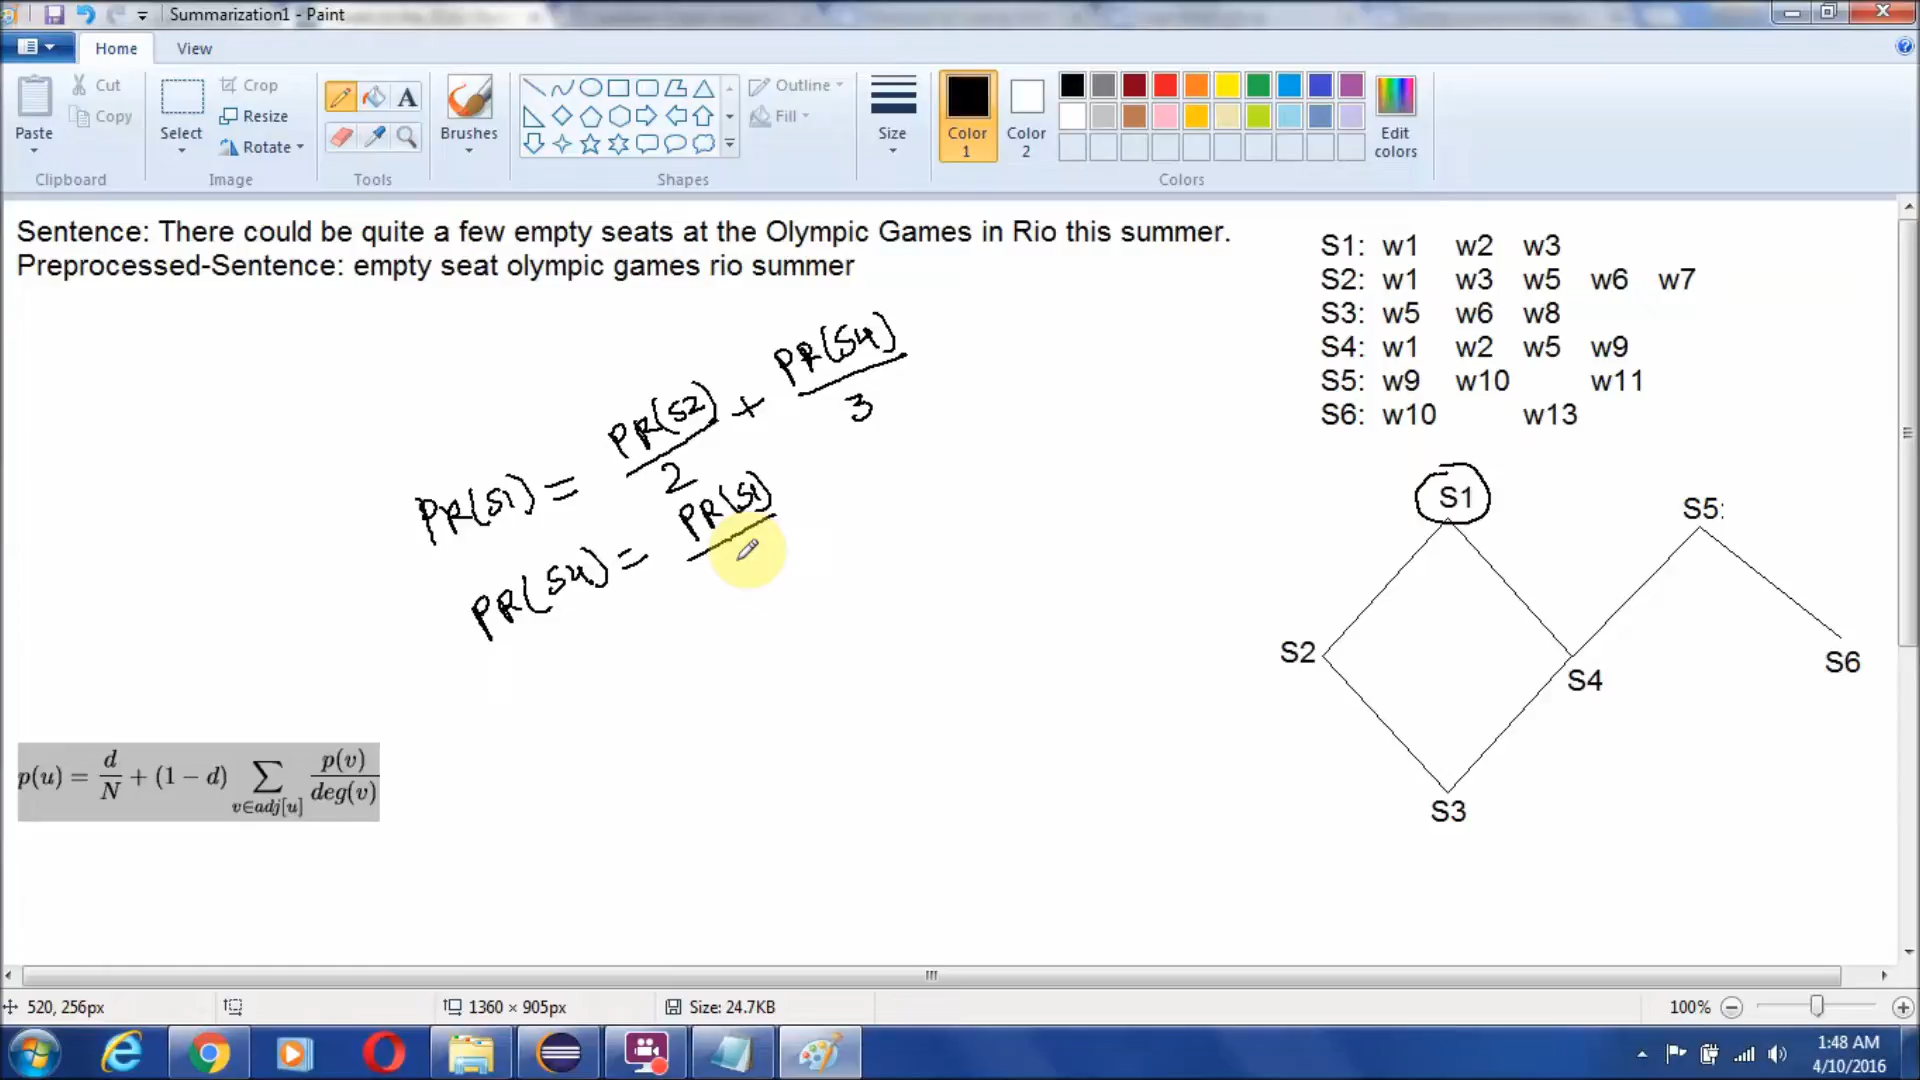 Summarization1 - Paint
Home
View
Paste
Cut
Copy
Clipboard
Select
Crop
Resize
Rotate
Image
A
Tools
Brushes
Shapes
Outline
Fill
Size
Color 1
Color 2
Edit colors
Colors
Sentence: There could be quite a few empty seats at the Olympic Games in Rio this summer.
Preprocessed-Sentence: empty seat olympic games rio summer
S1: w1 w2 w3
S2: w1 w3 w5 w6 w7
S3: w5 w6 w8
S4: w1 w2 w5 w9
S5: w9 w10 w11
S6: w10 w13
PR(S1) = PR(S2)/2 + PR(S4)/3
PR(S4) = PR(S1)
S1
S5:
S2
S4
S6
S3
p(u) = d/N + (1 − d) ∑ v∈adj[u] p(v)/deg(v)
520, 256px
1360 × 905px
Size: 24.7KB
100%
1:48 AM
4/10/2016